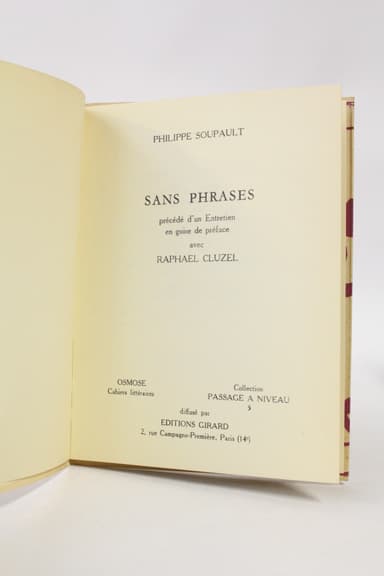 PHILIPPE SOUPAULT
SANS PHRASES
précédé d'un Entretien
en guise de préface
avec
RAPHAEL CLUZEL
OSMOSE
Cahiers littéraires
Collection
PASSAGE A NIVEAU
5
diffusé par
EDITIONS GIRARD
2, rue Campagne-Première, Paris (14e)